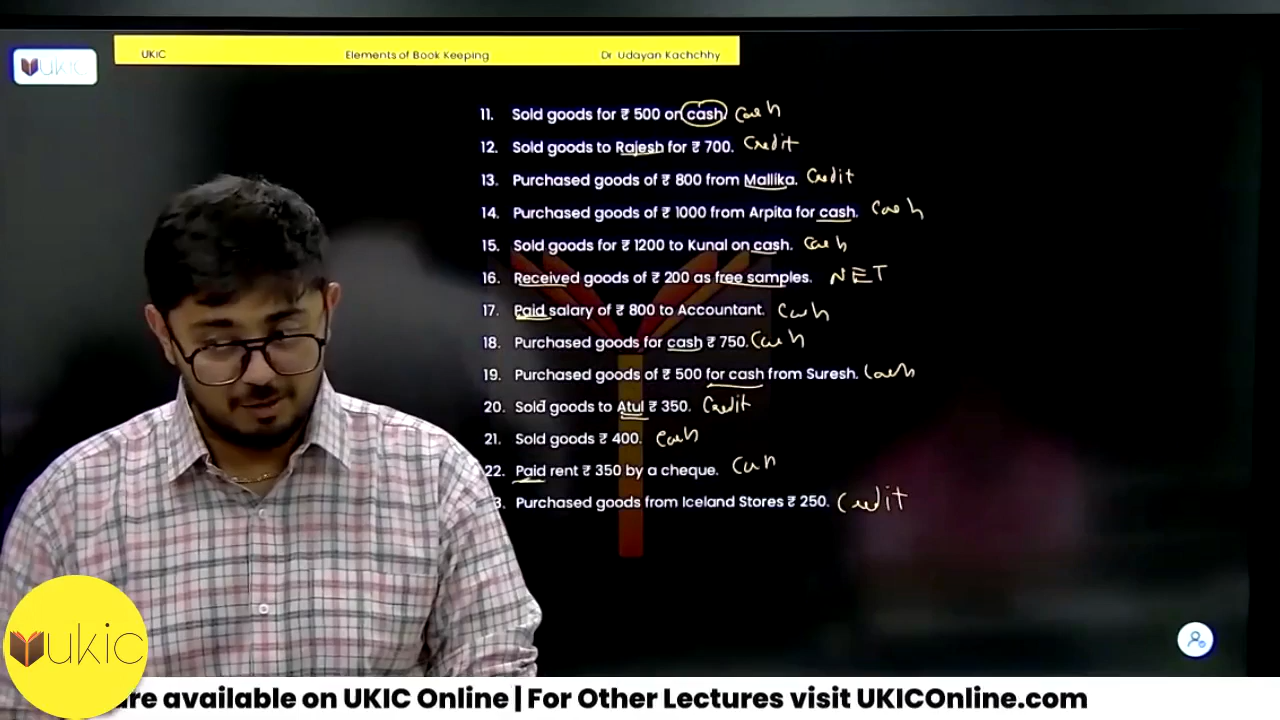 ukic
UKiC Elements of Book Keeping Dr Udayan Kachchhy
11. Sold goods for ₹ 500 on cash. Cash
12. Sold goods to Rajesh for ₹ 700. Credit
13. Purchased goods of ₹ 800 from Mallika. Credit
14. Purchased goods of ₹ 1000 from Arpita for cash. Cash
15. Sold goods for ₹ 1200 to Kunal on cash. Cash
16. Received goods of ₹ 200 as free samples. NET
17. Paid salary of ₹ 800 to Accountant. Cash
18. Purchased goods for cash ₹ 750. Cash
19. Purchased goods of ₹ 500 for cash from Suresh. Cash
20. Sold goods to Atul ₹ 350. Credit
21. Sold goods ₹ 400. Cash
22. Paid rent ₹ 350 by a cheque. Cash
3. Purchased goods from Iceland Stores ₹ 250. Credit
ukic
are available on UKIC Online | For Other Lectures visit UKICOnline.com